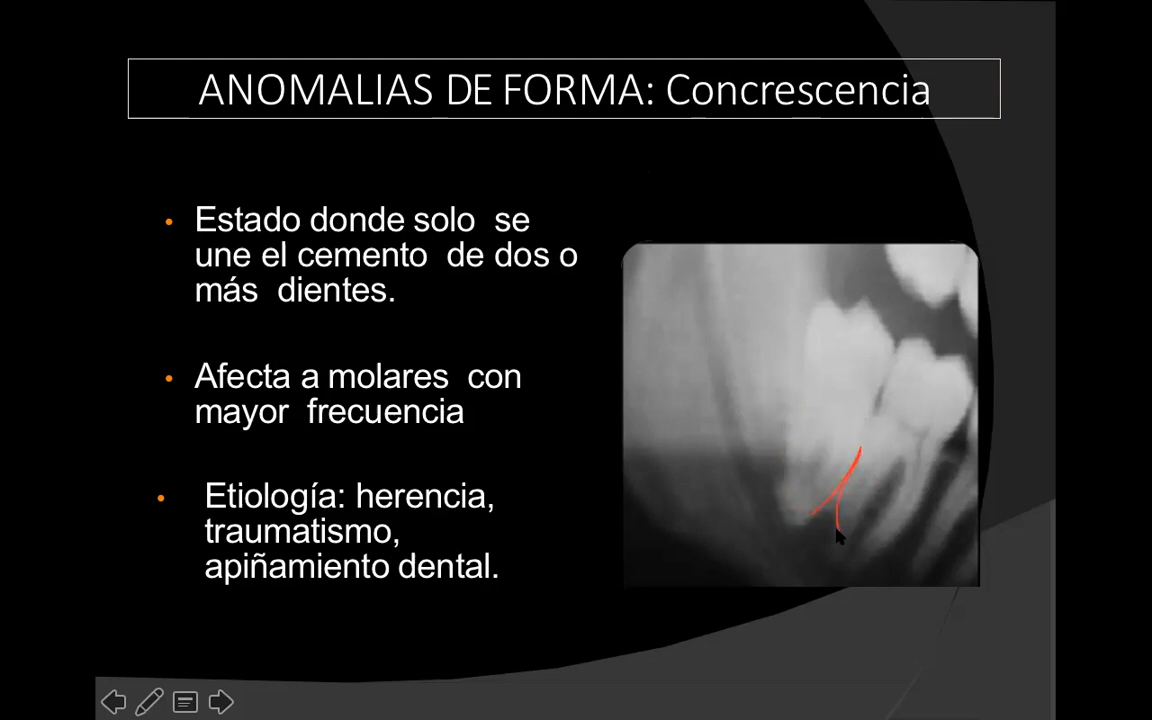 ANOMALIAS DE FORMA: Concrescencia
• Estado donde solo se
une el cemento de dos o
más dientes.
• Afecta a molares con
mayor frecuencia
• Etiología: herencia,
traumatismo,
apiñamiento dental.